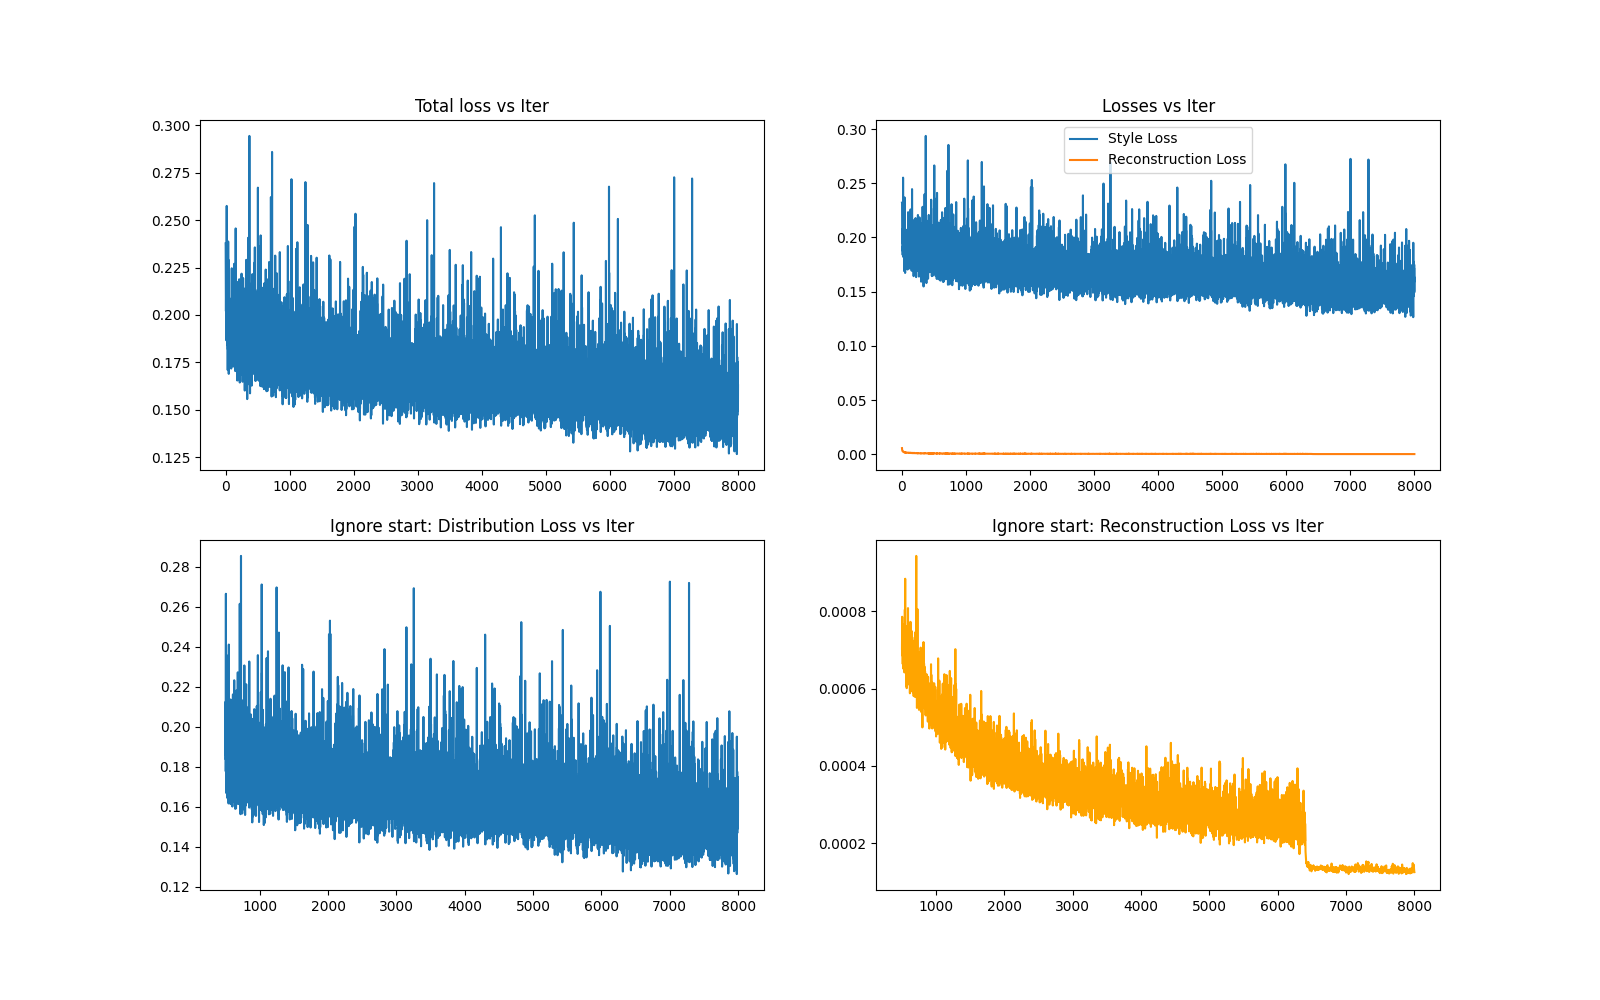 Total loss vs Iter
0.300
0.275
0.250
0.225
0.200
0.175
0.150
0.125
0 1000 2000 3000 4000 5000 6000 7000 8000
Losses vs Iter
Style Loss
Reconstruction Loss
0.30
0.25
0.20
0.15
0.10
0.05
0.00
0 1000 2000 3000 4000 5000 6000 7000 8000
Ignore start: Distribution Loss vs Iter
0.28
0.26
0.24
0.22
0.20
0.18
0.16
0.14
0.12
1000 2000 3000 4000 5000 6000 7000 8000
Ignore start: Reconstruction Loss vs Iter
0.0008
0.0006
0.0004
0.0002
1000 2000 3000 4000 5000 6000 7000 8000